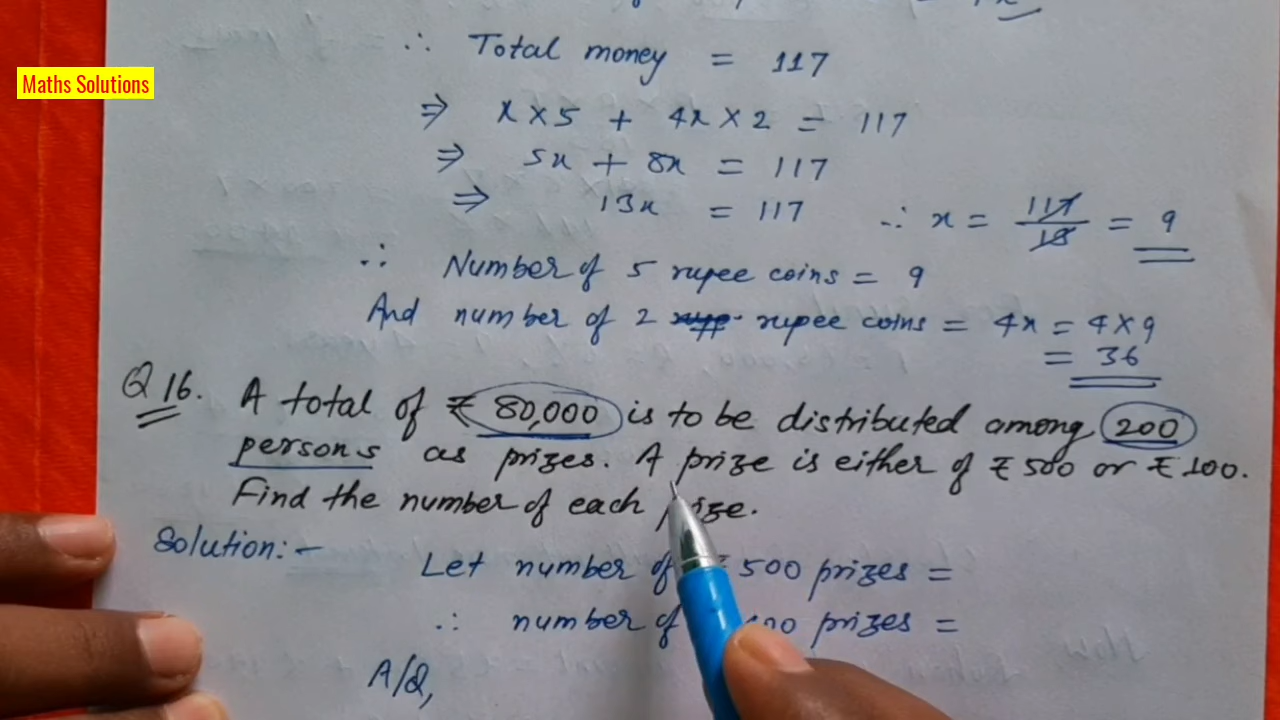 Maths Solutions
∴ Total money = 117
⇒ x × 5 + 4x × 2 = 117
⇒ 5x + 8x = 117
⇒ 13x = 117 ∴ x = 117/13 = 9
∴ Number of 5 rupee coins = 9
And number of 2 rupee coins = 4x = 4 × 9
= 36
Q 16. A total of ₹ 80,000 is to be distributed among 200
persons as prizes. A prize is either of ₹ 500 or ₹ 100.
Find the number of each prize.
Solution:-
Let number of ₹ 500 prizes =
∴ number of prizes =
A/Q,